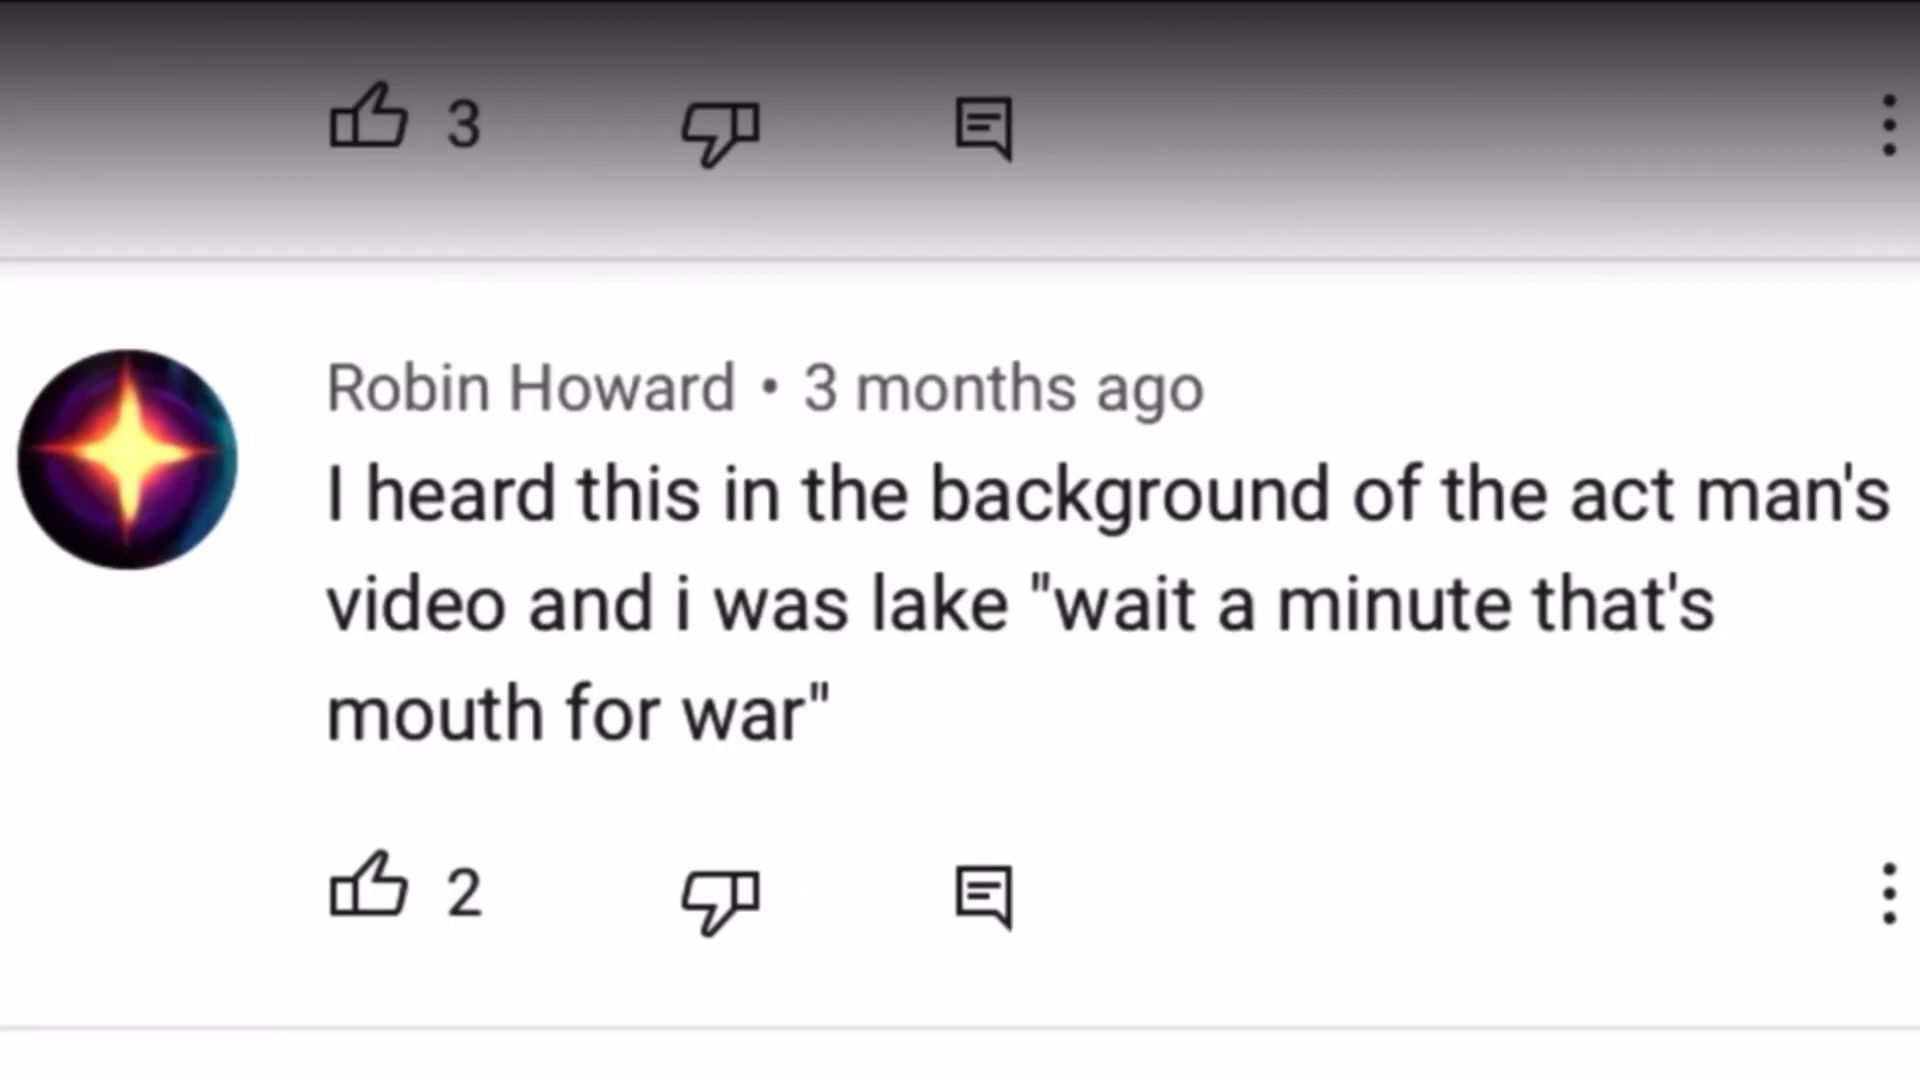 3
Robin Howard • 3 months ago
I heard this in the background of the act man's
video and i was lake "wait a minute that's
mouth for war"
2